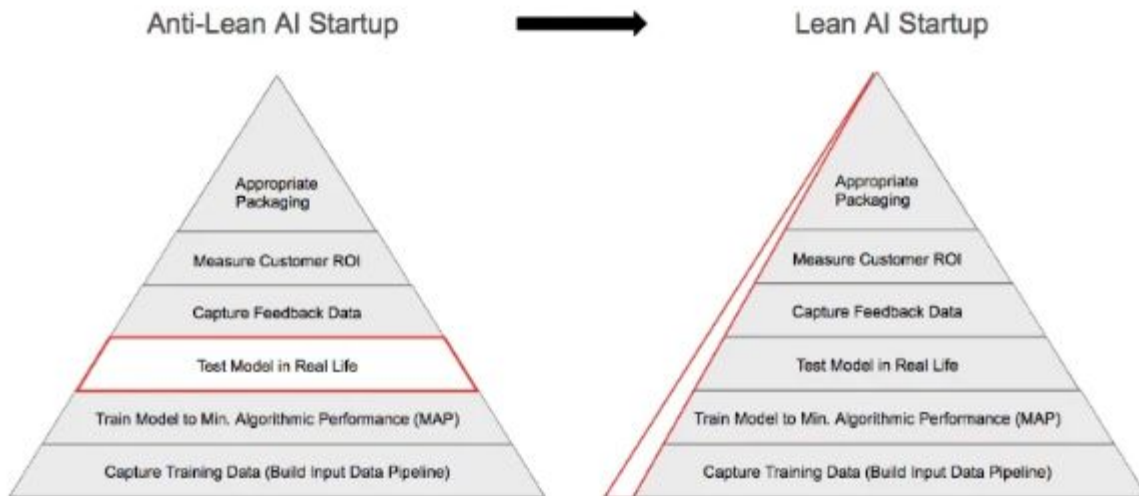 Anti-Lean AI Startup
Lean AI Startup
Appropriate
Packaging
Measure Customer ROI
Capture Feedback Data
Test Model in Real Life
Train Model to Min. Algorithmic Performance (MAP)
Capture Training Data (Build Input Data Pipeline)
Appropriate
Packaging
Measure Customer ROI
Capture Feedback Data
Test Model in Real Life
Train Model to Min. Algorithmic Performance (MAP)
Capture Training Data (Build Input Data Pipeline)